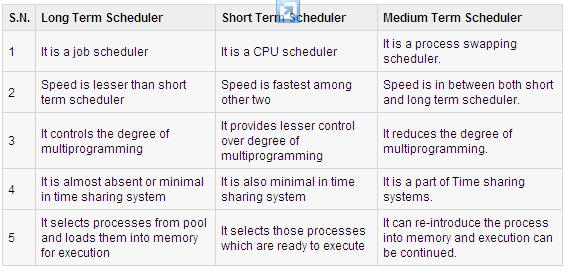 S.N. Long Term Scheduler Short Term Scheduler Medium Term Scheduler
1 It is a job scheduler It is a CPU scheduler It is a process swapping
scheduler.
2 Speed is lesser than short
term scheduler
Speed is fastest among
other two
Speed is in between both short
and long term scheduler.
3 It controls the degree of
multiprogramming
It provides lesser control
over degree of
multiprogramming
It reduces the degree of
multiprogramming.
4 It is almost absent or minimal
in time sharing system
It is also minimal in time
sharing system
It is a part of Time sharing
systems.
5 It selects processes from pool
and loads them into memory
for execution
It selects those processes
which are ready to execute
It can re-introduce the process
into memory and execution can
be continued.